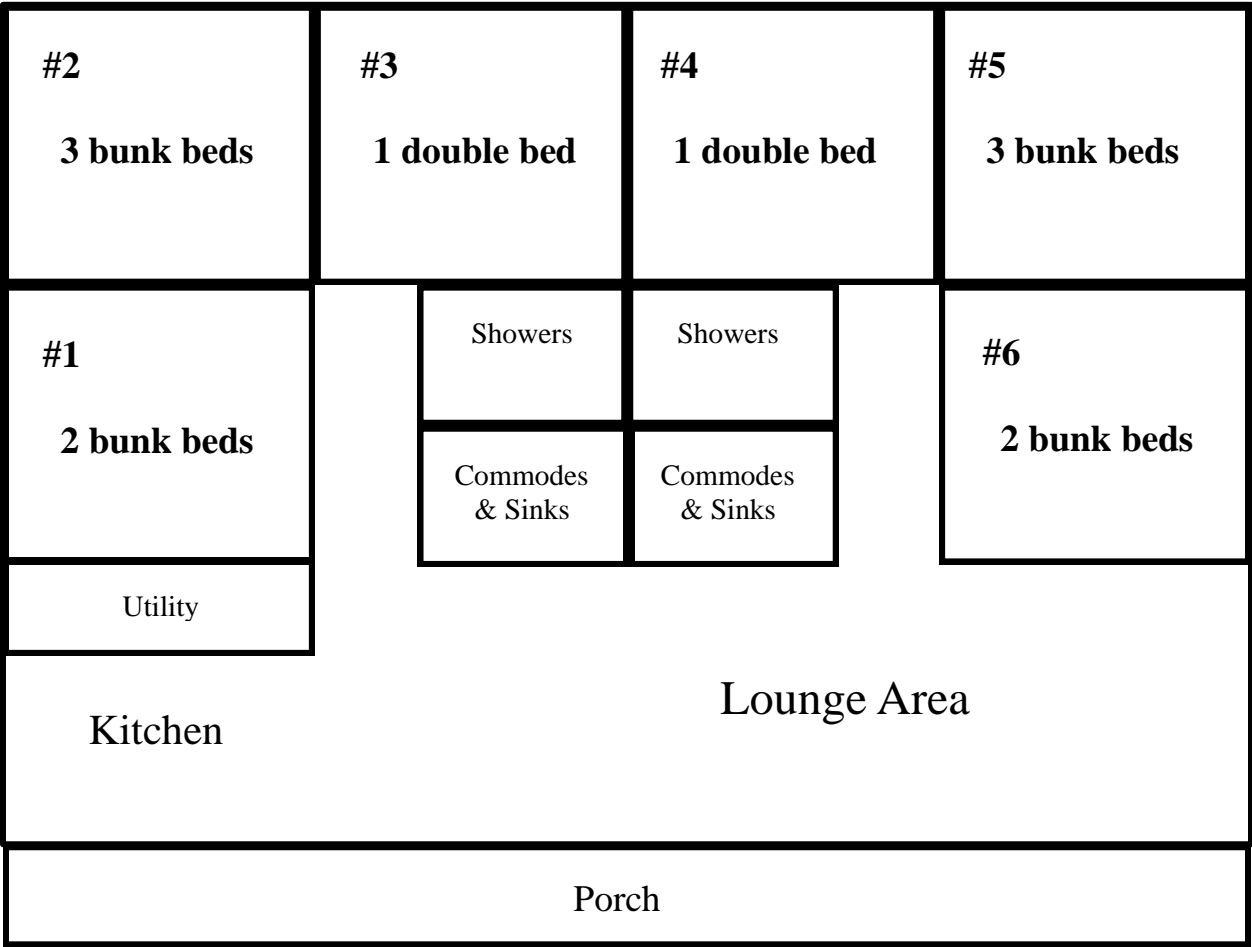 #2
3 bunk beds
#3
1 double bed
#4
1 double bed
#5
3 bunk beds
#1
2 bunk beds
Showers
Showers
#6
2 bunk beds
Commodes
& Sinks
Commodes
& Sinks
Utility
Kitchen
Lounge Area
Porch